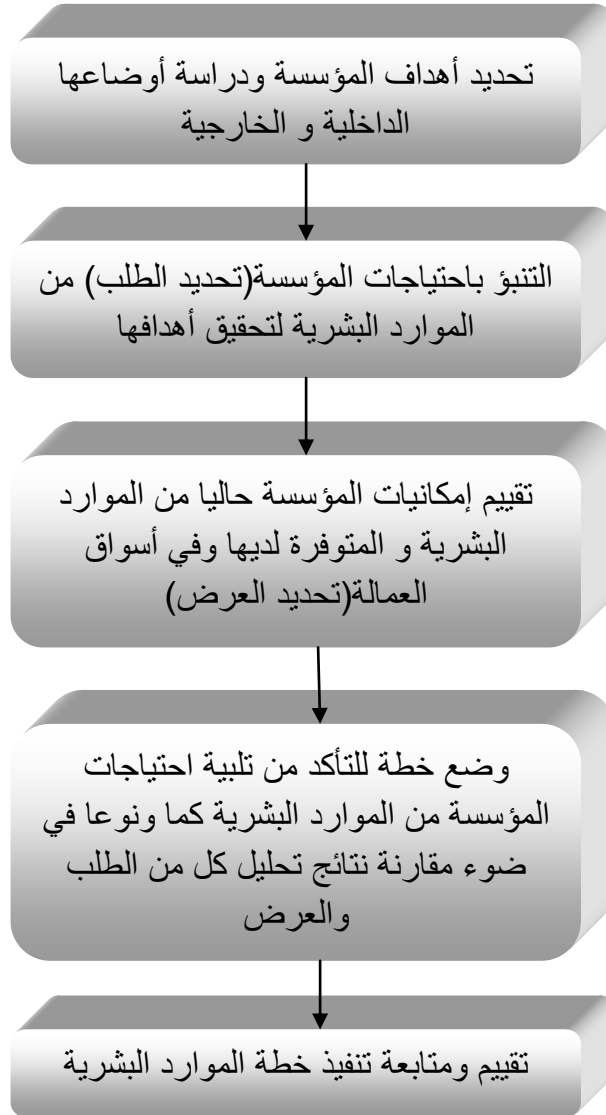 تحديد أهداف المؤسسة ودراسة أوضاعها
الداخلية و الخارجية
التنبؤ باحتياجات المؤسسة(تحديد الطلب) من
الموارد البشرية لتحقيق أهدافها
تقييم إمكانيات المؤسسة حاليا من الموارد
البشرية و المتوفرة لديها وفي أسواق
العمالة(تحديد العرض)
وضع خطة للتأكد من تلبية احتياجات
المؤسسة من الموارد البشرية كما ونوعا في
ضوء مقارنة نتائج تحليل كل من الطلب
والعرض
تقييم ومتابعة تنفيذ خطة الموارد البشرية